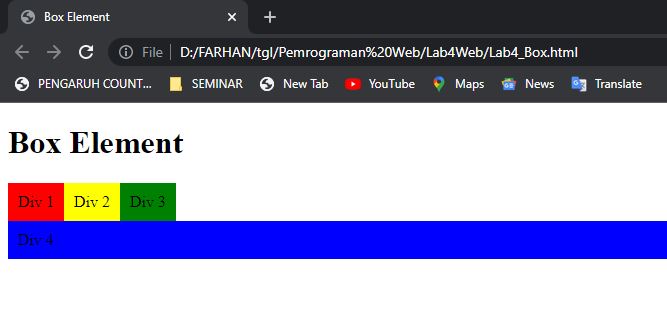 Box Element
File D:/FARHAN/tgl/Pemrograman%20Web/Lab4Web/Lab4_Box.html
PENGARUH COUNT... SEMINAR New Tab YouTube Maps News Translate
Box Element
Div 1 Div 2 Div 3
Div 4